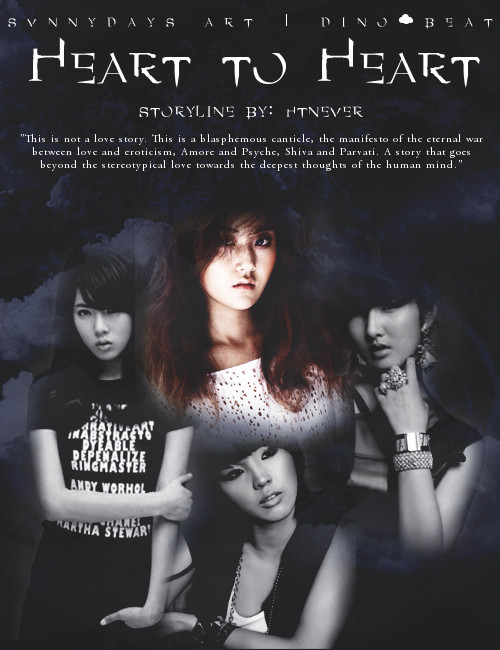 SVNNYDAYS ART | DINO BEAT
HEART TO HEART
STORYLINE BY: HTNEVER
"This is not a love story. This is a blasphemous canticle, the manifesto of the eternal war
between love and eroticism, Amore and Psyche, Shiva and Parvati. A story that goes
beyond the stereotypical love towards the deepest thoughts of the human mind."
DEPENALIZE
RINGMASTER
ANDY WORHOL
CHANEL
MARTHA STEWART